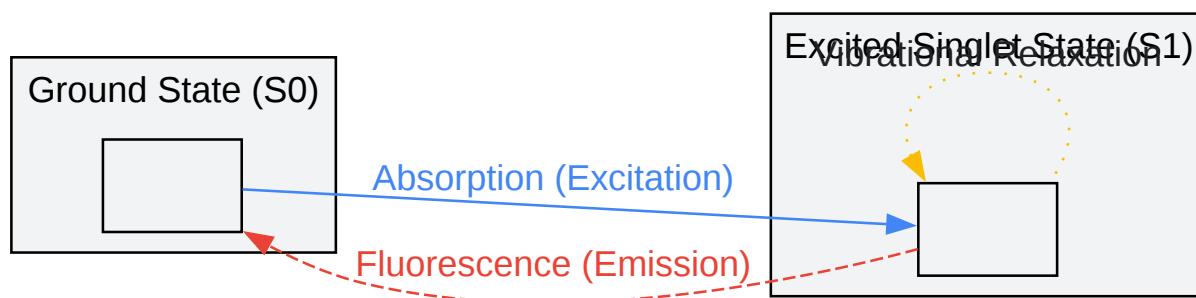 Excited Singlet State (S1)
Vibrational Relaxation
Ground State (S0)
Absorption (Excitation)
Fluorescence (Emission)